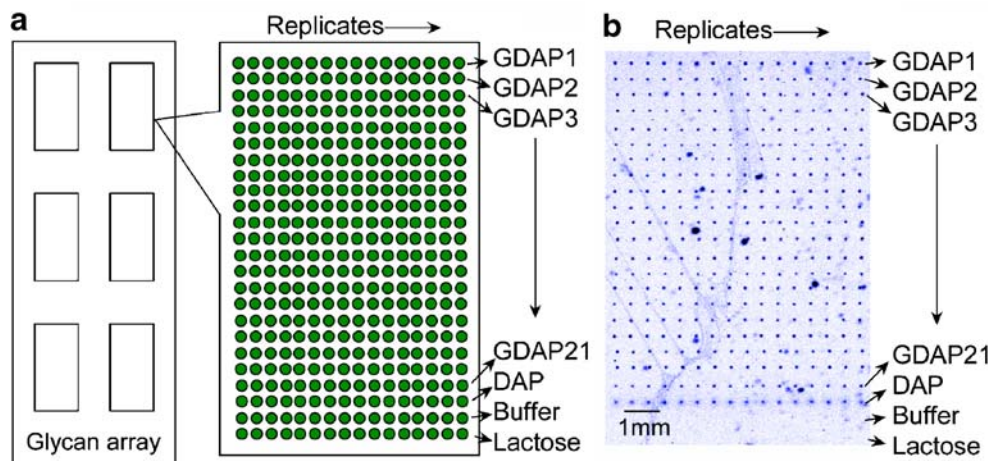 a
Replicates
GDAP1
GDAP2
GDAP3
GDAP21
DAP
Buffer
Lactose
Glycan array
b
Replicates
GDAP1
GDAP2
GDAP3
GDAP21
DAP
Buffer
Lactose
1mm